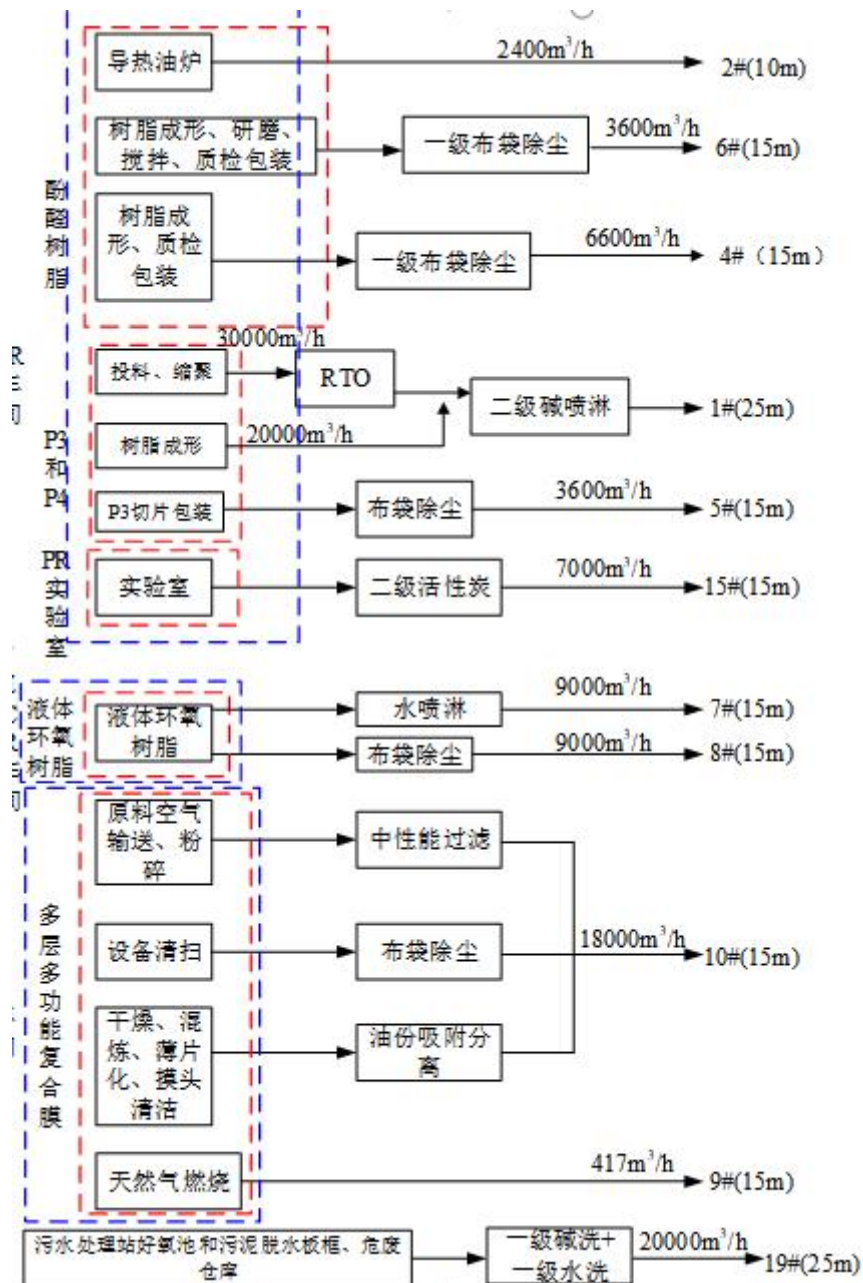 导热油炉
2400m³/h
2#(10m)
树脂成形、研磨、
搅拌、质检包装
一级布袋除尘
3600m³/h
6#(15m)
酚醛树脂
树脂成
形、质检
包装
一级布袋除尘
6600m³/h
4#（15m）
30000m³/h
投料、缩聚
RTO
二级碱喷淋
1#(25m)
树脂成形
20000m³/h
P3
和
P4
P3切片包装
布袋除尘
3600m³/h
5#(15m)
PR
实验室
实验室
二级活性炭
7000m³/h
15#(15m)
液体
环氧
树脂
液体环氧
树脂
水喷淋
9000m³/h
7#(15m)
布袋除尘
9000m³/h
8#(15m)
多层多功能复合膜
原料空气
输送、粉
碎
中性能过滤
设备清扫
布袋除尘
18000m³/h
10#(15m)
干燥、混
炼、薄片
化、摸头
清洁
油份吸附分
离
天然气燃烧
417m³/h
9#(15m)
污水处理站好氧池和污泥脱水板框、危废
仓库
一级碱洗+
一级水洗
20000m³/h
19#(25m)